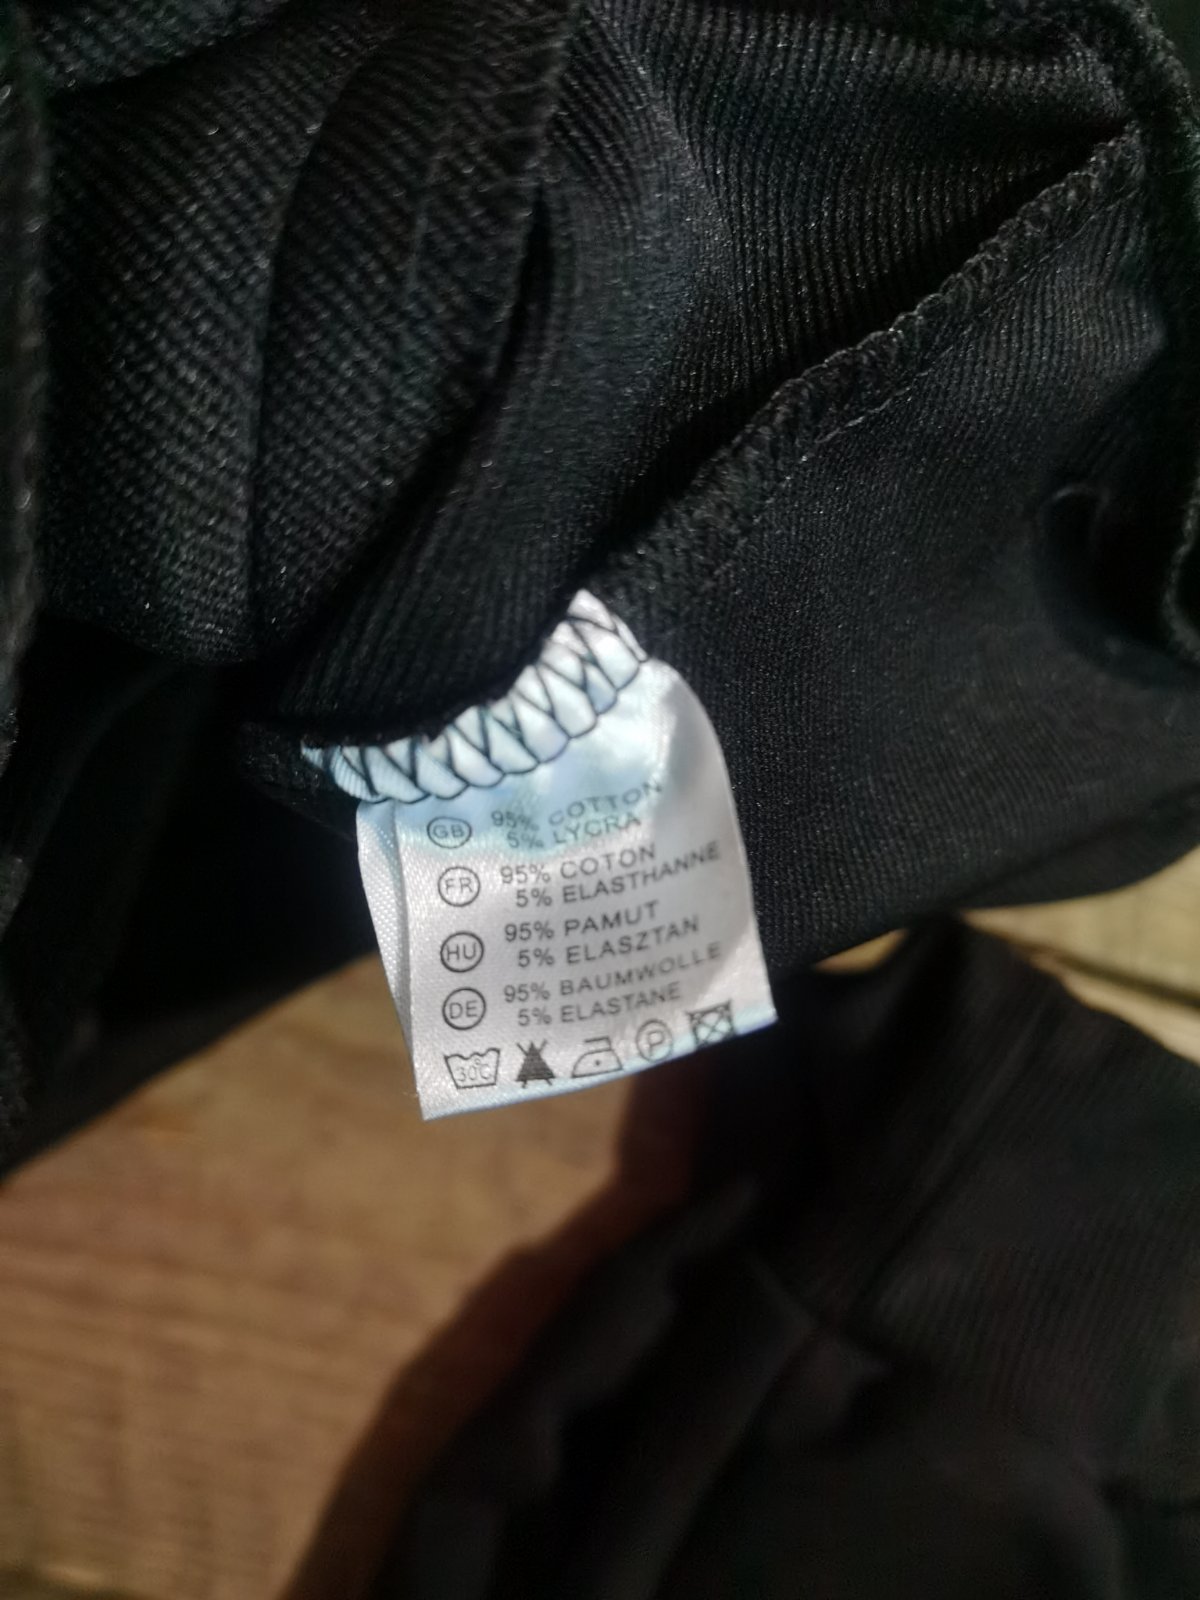 GB 95% COTTON
5% LYCRA
FR 95% COTON
5% ELASTHANNE
HU 95% PAMUT
5% ELASZTAN
DE 95% BAUMWOLLE
5% ELASTANE
30°C P